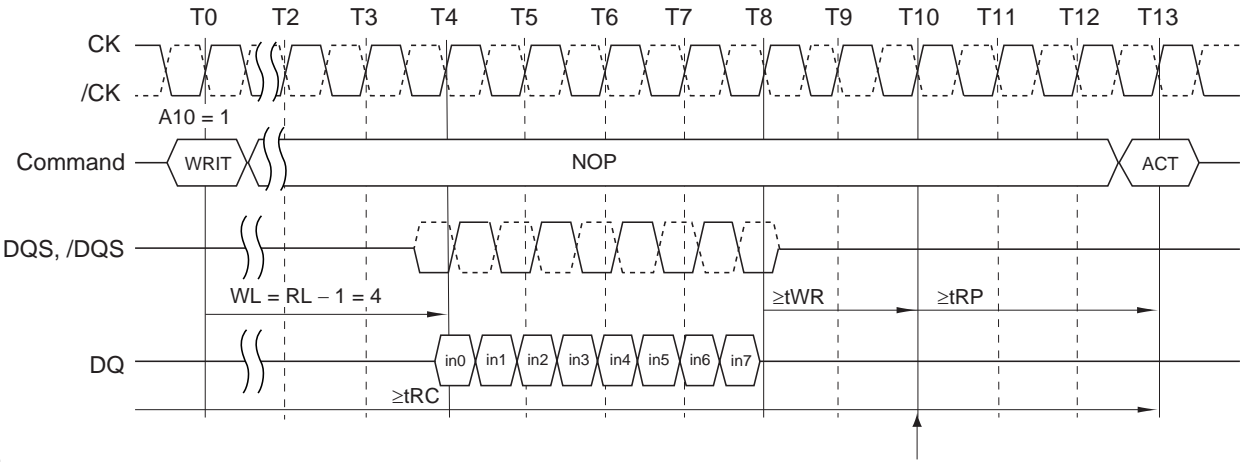 T0 T2 T3 T4 T5 T6 T7 T8 T9 T10 T11 T12 T13
CK
/CK
A10 = 1
Command WRIT NOP ACT
DQS, /DQS
WL = RL − 1 = 4 ≥tWR ≥tRP
DQ in0 in1 in2 in3 in4 in5 in6 in7
≥tRC